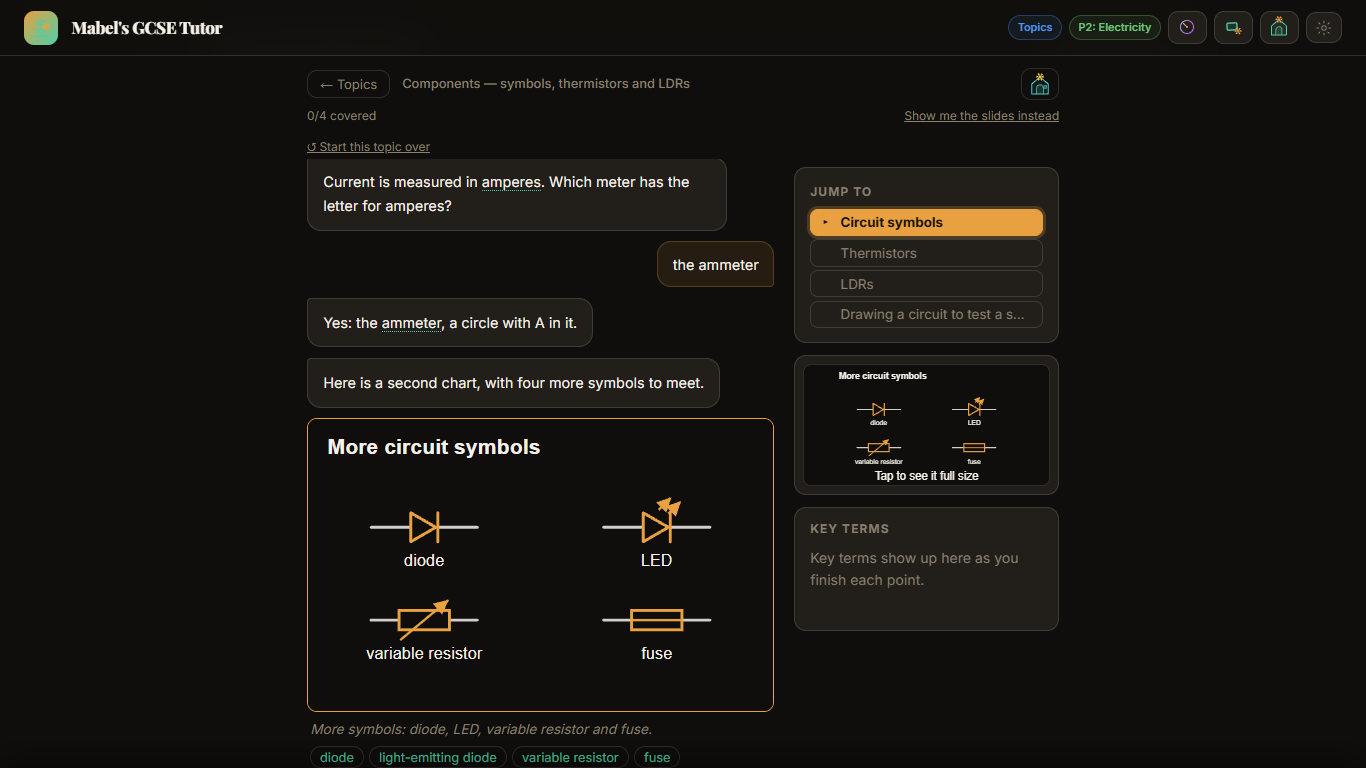 Mabel's GCSE Tutor
Topics
P2: Electricity
← Topics
Components — symbols, thermistors and LDRs
0/4 covered
Show me the slides instead
↺ Start this topic over
Current is measured in amperes. Which meter has the
letter for amperes?
the ammeter
Yes: the ammeter, a circle with A in it.
Here is a second chart, with four more symbols to meet.
More circuit symbols
diode
LED
variable resistor
fuse
More symbols: diode, LED, variable resistor and fuse.
diode
light-emitting diode
variable resistor
fuse
JUMP TO
Circuit symbols
Thermistors
LDRs
Drawing a circuit to test a s...
More circuit symbols
diode
LED
variable resistor
fuse
Tap to see it full size
KEY TERMS
Key terms show up here as you
finish each point.